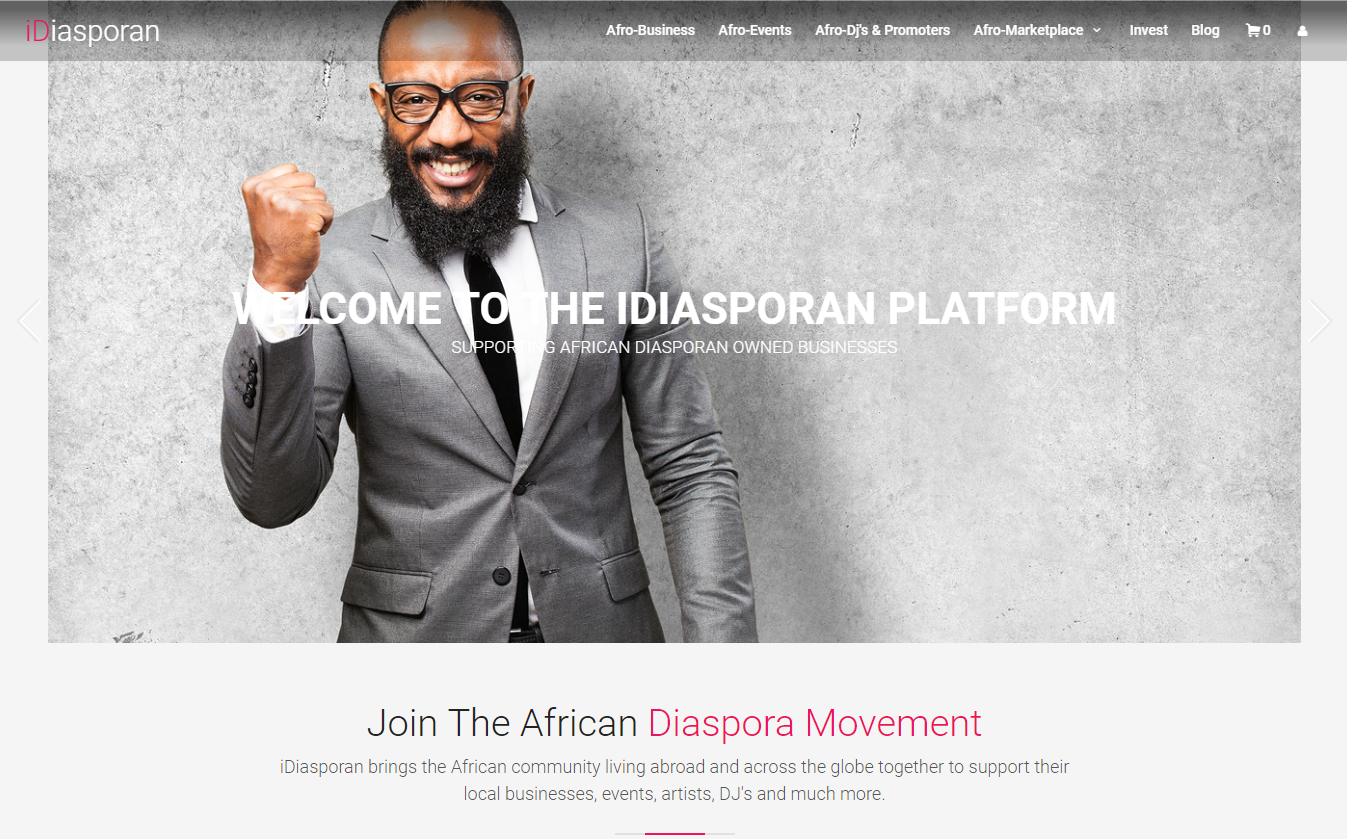 iDiasporan
Afro-Business Afro-Events Afro-Dj's & Promoters Afro-Marketplace Invest Blog 0
WELCOME TO THE IDIASPORAN PLATFORM
SUPPORTING AFRICAN DIASPORAN OWNED BUSINESSES
Join The African Diaspora Movement
iDiasporan brings the African community living abroad and across the globe together to support their
local businesses, events, artists, DJ's and much more.